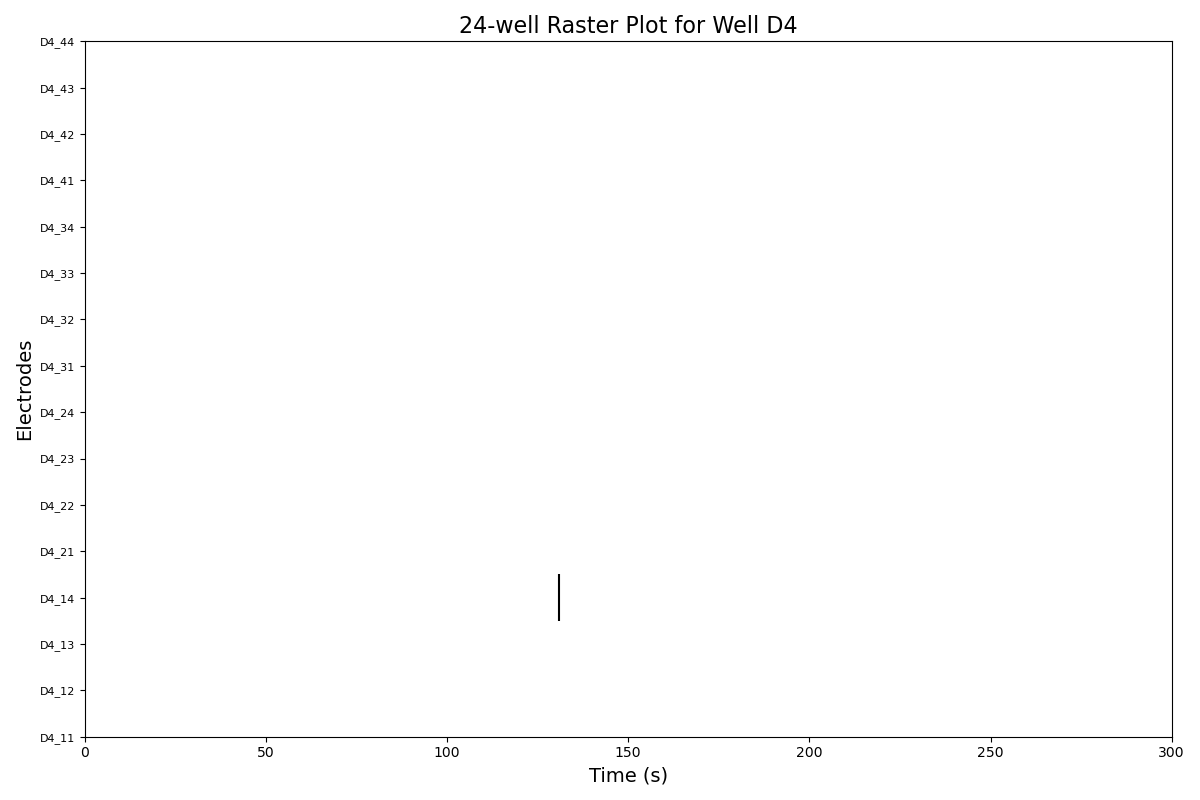 24-well Raster Plot for Well D4
D4_44
D4_43
D4_42
D4_41
D4_34
D4_33
D4_32
D4_31
D4_24
D4_23
D4_22
D4_21
D4_14
D4_13
D4_12
D4_11
Electrodes
0 50 100 150 200 250 300
Time (s)